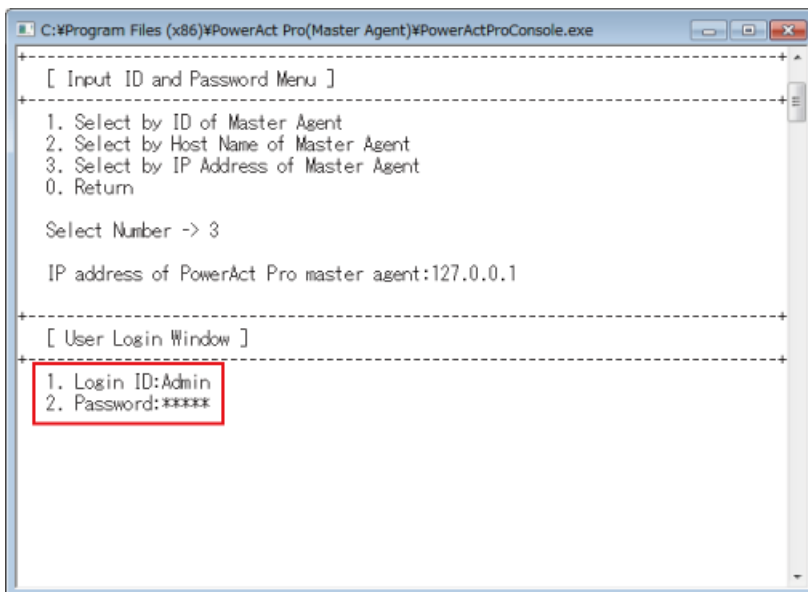 C:¥Program Files (x86)¥PowerAct Pro(Master Agent)¥PowerActProConsole.exe
[ Input ID and Password Menu ]
1. Select by ID of Master Agent
2. Select by Host Name of Master Agent
3. Select by IP Address of Master Agent
0. Return
Select Number -> 3
IP address of PowerAct Pro master agent:127.0.0.1
[ User Login Window ]
1. Login ID:Admin
2. Password:*****